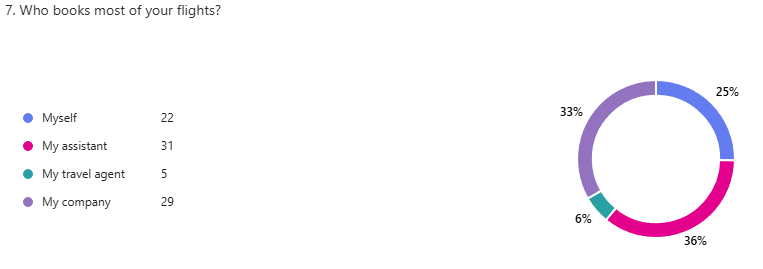 7. Who books most of your flights?
Myself 22
My assistant 31
My travel agent 5
My company 29
25%
33%
6%
36%